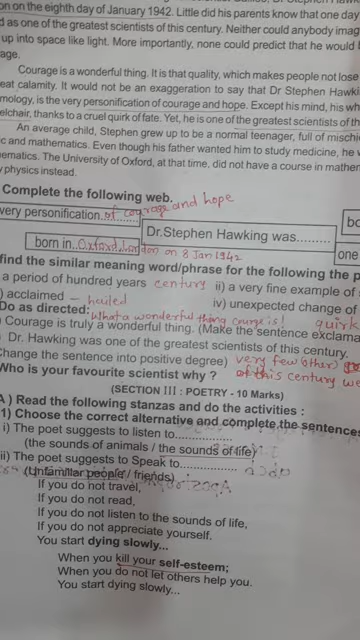 on on the eighth day of January 1942. Little did his parents know that one day
d as one of the greatest scientists of this century. Neither could anybody imag
up into space like light. More importantly, none could predict that he would b
age.
Courage is a wonderful thing. It is that quality, which makes people not lose
eat calamity. It would not be an exaggeration to say that Dr Stephen Hawki
mology, is the very personification of courage and hope. Except his mind, his wh
elchair, thanks to a cruel quirk of fate. Yet, he is one of the greatest scientists of th
An average child, Stephen grew up to be a normal teenager, full of mischie
ic and mathematics. Even though his father wanted him to study medicine, he w
ematics. The University of Oxford, at that time, did not have a course in mathem
y physics instead.
Complete the following web.
very personification of courage and hope
Dr.Stephen Hawking was.........
bo
born in on 8 Jan 1942
one
find the similar meaning word/phrase for the following the p
a period of hundred years century ii) a very fine example of
) acclaimed – hailed iv) unexpected change of
quirk
Do as directed: What a wonderful thing courage is!
Courage is truly a wonderful thing. (Make the sentence exclama
Dr. Hawking was one of the greatest scientists of this century.
Change the sentence into positive degree) very few (other)
Who is your favourite scientist why ? of this century we
(SECTION III : POETRY - 10 Marks)
A ) Read the following stanzas and do the activities :
1) Choose the correct alternative and complete the sentences
i) The poet suggests to listen to.................
(the sounds of animals / the sounds of life)
ii) The poet suggests to Speak to.................
(Unfamiliar people / friends)
If you do not travel,
If you do not read,
If you do not listen to the sounds of life,
If you do not appreciate yourself.
You start dying slowly...
When you kill your self-esteem;
When you do not let others help you.
You start dying slowly...